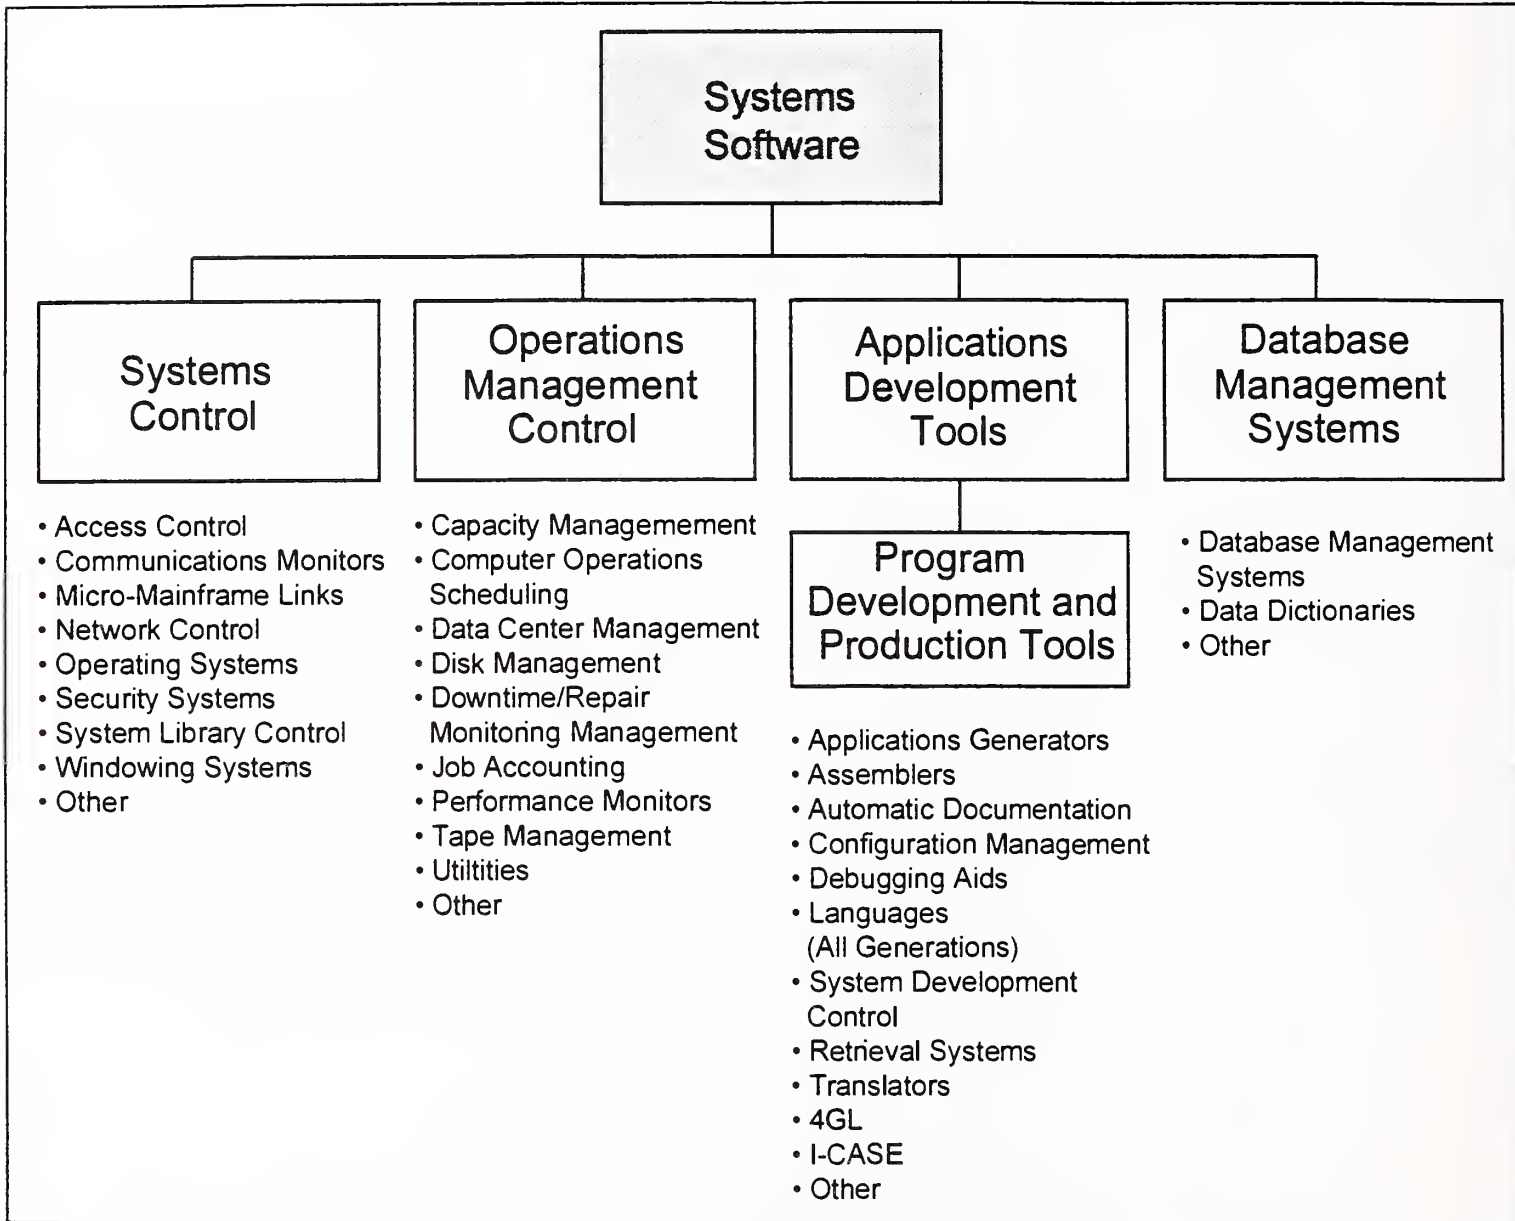 Systems
Software
Systems
Control
Operations
Management
Control
Applications
Development
Tools
Database
Management
Systems
• Access Control
• Communications Monitors
• Micro-Mainframe Links
• Network Control
• Operating Systems
• Security Systems
• System Library Control
• Windowing Systems
• Other
• Capacity Managemement
• Computer Operations
Scheduling
• Data Center Management
• Disk Management
• Downtime/Repair
Monitoring Management
• Job Accounting
• Performance Monitors
• Tape Management
• Utiltities
• Other
Program
Development and
Production Tools
• Applications Generators
• Assemblers
• Automatic Documentation
• Configuration Management
• Debugging Aids
• Languages
(All Generations)
• System Development
Control
• Retrieval Systems
• Translators
• 4GL
• I-CASE
• Other
• Database Management
Systems
• Data Dictionaries
• Other